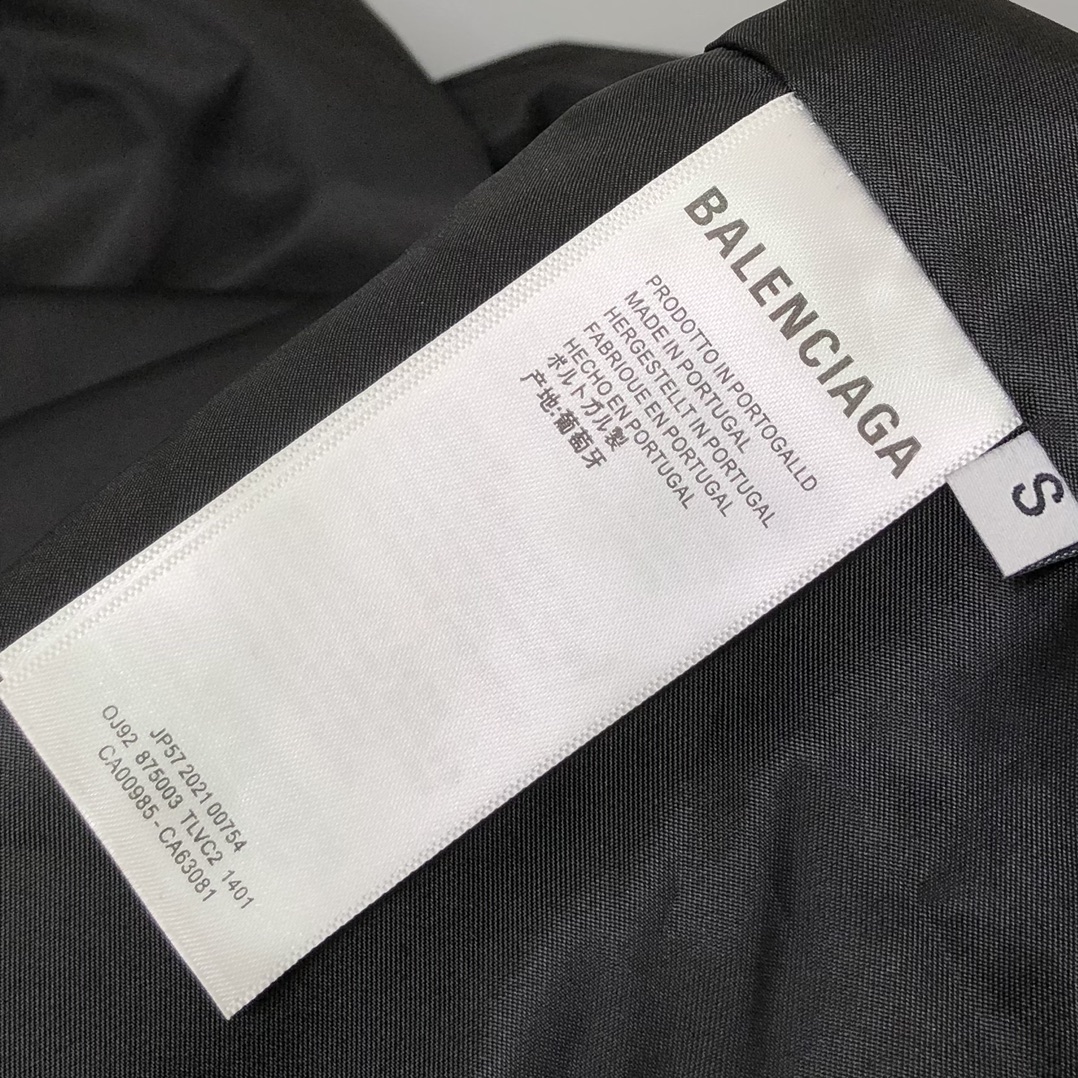 BALENCIAGA
PRODOTTO IN PORTOGALLD
MADE IN PORTUGAL
HERGESTELLT IN PORTUGAL
FABRIQUE EN PORTUGAL
HECHO EN PORTUGAL
ポルトガル製
产地:葡萄牙
S
JP57 2021 00754
OJ92 875003 TLVC2 1401
CA00985 - CA63081